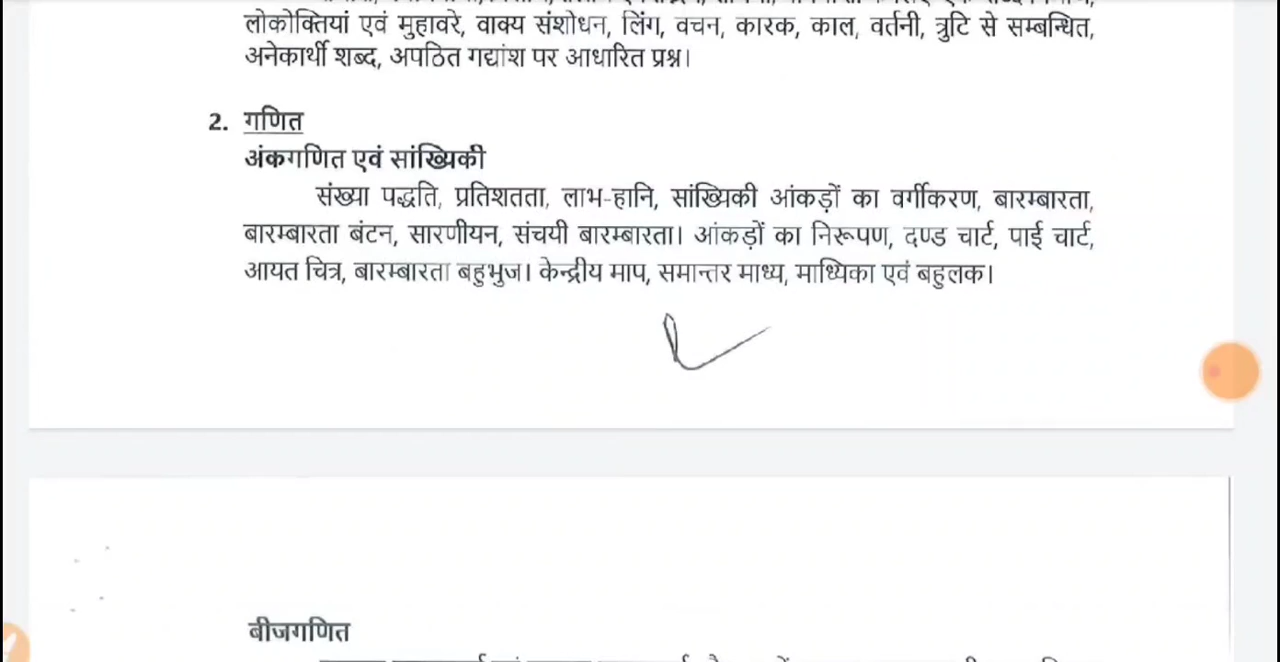 लोकोक्तियां एवं मुहावरे, वाक्य संशोधन, लिंग, वचन, कारक, काल, वर्तनी, त्रुटि से सम्बन्धित,
अनेकार्थी शब्द, अपठित गद्यांश पर आधारित प्रश्न।
2. गणित
अंकगणित एवं सांख्यिकी
संख्या पद्धति, प्रतिशतता, लाभ-हानि, सांख्यिकी आंकड़ों का वर्गीकरण, बारम्बारता,
बारम्बारता बंटन, सारणीयन, संचयी बारम्बारता। आंकड़ों का निरूपण, दण्ड चार्ट, पाई चार्ट,
आयत चित्र, बारम्बारता बहुभुज। केन्द्रीय माप, समान्तर माध्य, माध्यिका एवं बहुलक।
बीजगणित